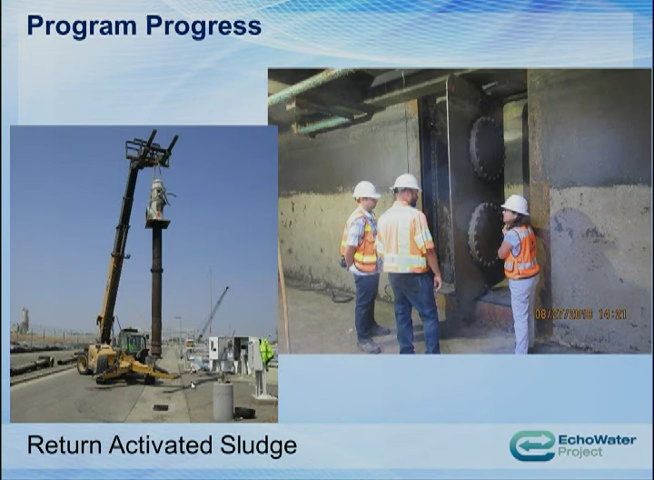 Program Progress
08/27/2018 14:21
Return Activated Sludge
EchoWater
Project